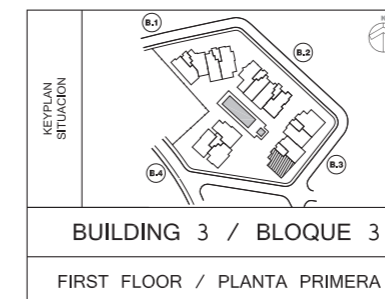 B.1
B.2
KEYPLAN
SITUACION
B.4
B.3
BUILDING 3 / BLOQUE 3
FIRST FLOOR / PLANTA PRIMERA